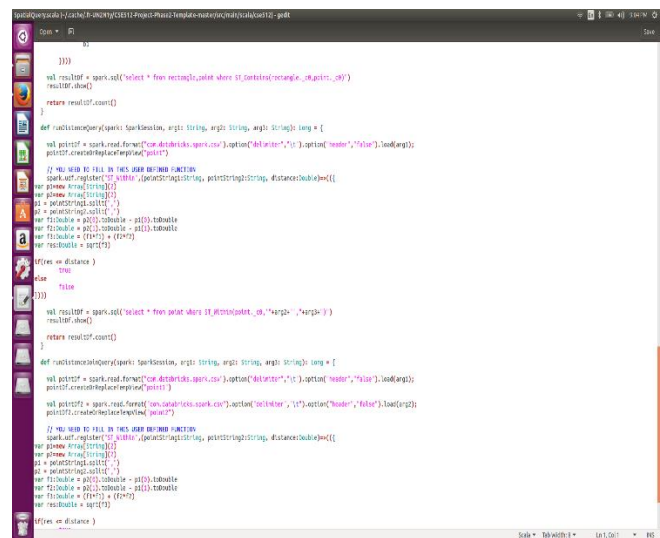 SpatialQuery.scala (~/.cache/.fr-UN2N1y/CSE512-Project-Phase2-Template-master/src/main/scala/cse512) - gedit
Open
Save
}))))
val resultDf = spark.sql("select * from rectangle,point where ST_Contains(rectangle._c0,point._c0)")
resultDf.show()
return resultDf.count()
}
def runDistanceQuery(spark: SparkSession, arg1: String, arg2: String, arg3: String): Long = {
val pointDf = spark.read.format("com.databricks.spark.csv").option("delimiter","\t").option("header","false").load(arg1);
pointDf.createOrReplaceTempView("point")
// YOU NEED TO FILL IN THIS USER DEFINED FUNCTION
spark.udf.register("ST_Within",(pointString1:String, pointString2:String, distance:Double)=>(({
var p1=new Array[String](2)
var p2=new Array[String](2)
p1 = pointString1.split(",")
p2 = pointString2.split(",")
var f1:Double = p2(0).toDouble - p1(0).toDouble
var f2:Double = p2(1).toDouble - p1(1).toDouble
var f3:Double = (f1*f1) + (f2*f2)
var res:Double = sqrt(f3)
if(res <= distance )
true
else
false
})))
val resultDf = spark.sql("select * from point where ST_Within(point._c0,'"+arg2+"',"+arg3+")")
resultDf.show()
return resultDf.count()
}
def runDistanceJoinQuery(spark: SparkSession, arg1: String, arg2: String, arg3: String): Long = {
val pointDf = spark.read.format("com.databricks.spark.csv").option("delimiter","\t").option("header","false").load(arg1);
pointDf.createOrReplaceTempView("point1")
val pointDf2 = spark.read.format("com.databricks.spark.csv").option("delimiter","\t").option("header","false").load(arg2);
pointDf2.createOrReplaceTempView("point2")
// YOU NEED TO FILL IN THIS USER DEFINED FUNCTION
spark.udf.register("ST_Within",(pointString1:String, pointString2:String, distance:Double)=>(({
var p1=new Array[String](2)
var p2=new Array[String](2)
p1 = pointString1.split(",")
p2 = pointString2.split(",")
var f1:Double = p2(0).toDouble - p1(0).toDouble
var f2:Double = p2(1).toDouble - p1(1).toDouble
var f3:Double = (f1*f1) + (f2*f2)
var res:Double = sqrt(f3)
if(res <= distance )
Scala Tab Width: 8 Ln 1, Col 1 INS